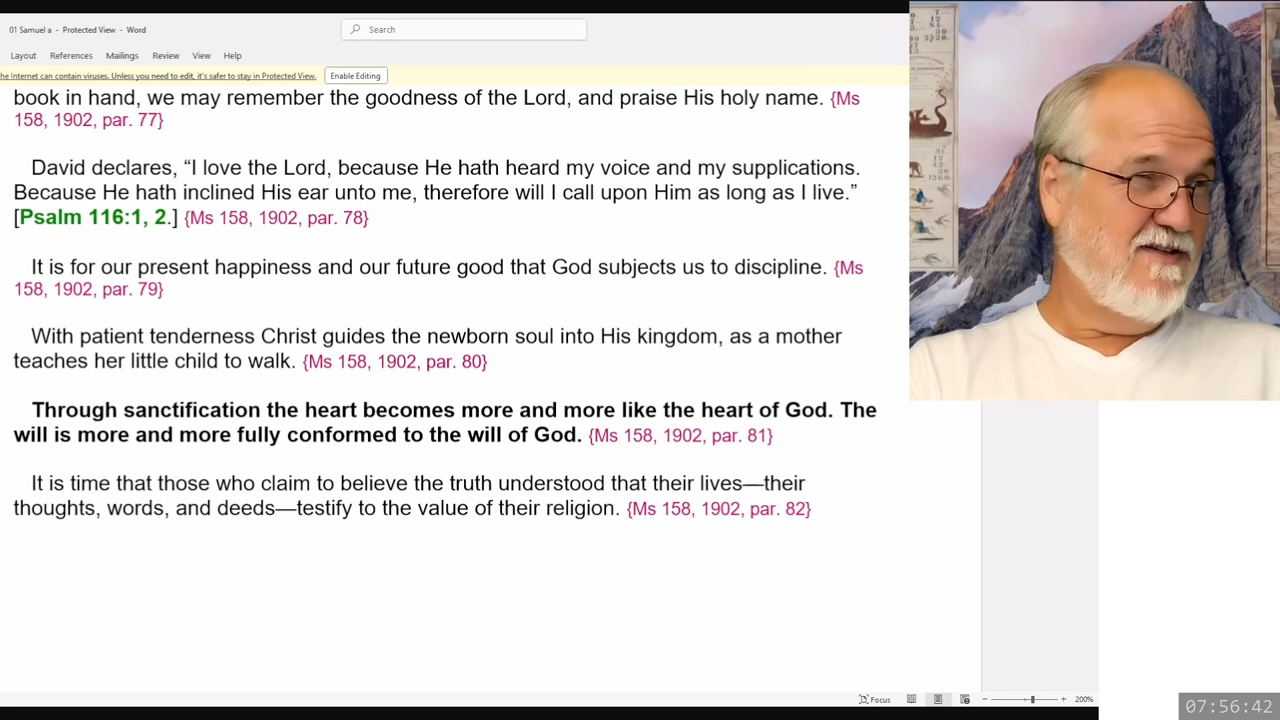 01 Samuel a - Protected View - Word
Search
Layout References Mailings Review View Help
he Internet can contain viruses. Unless you need to edit, it's safer to stay in Protected View. Enable Editing
book in hand, we may remember the goodness of the Lord, and praise His holy name. {Ms
158, 1902, par. 77}
David declares, “I love the Lord, because He hath heard my voice and my supplications.
Because He hath inclined His ear unto me, therefore will I call upon Him as long as I live.”
[Psalm 116:1, 2.] {Ms 158, 1902, par. 78}
It is for our present happiness and our future good that God subjects us to discipline. {Ms
158, 1902, par. 79}
With patient tenderness Christ guides the newborn soul into His kingdom, as a mother
teaches her little child to walk. {Ms 158, 1902, par. 80}
Through sanctification the heart becomes more and more like the heart of God. The
will is more and more fully conformed to the will of God. {Ms 158, 1902, par. 81}
It is time that those who claim to believe the truth understood that their lives—their
thoughts, words, and deeds—testify to the value of their religion. {Ms 158, 1902, par. 82}
Focus
200%
07:56:42